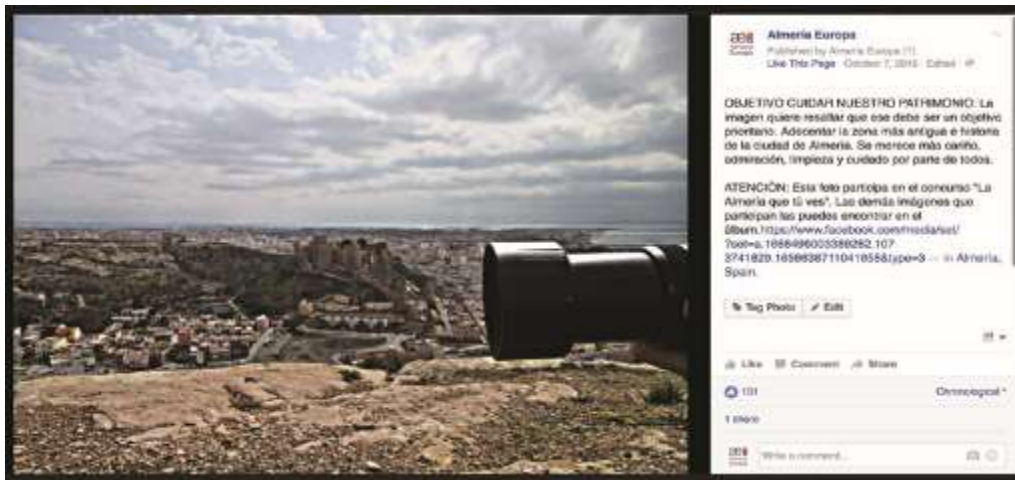 Almería Europa
Published by Almería Europa [?]
Like This Page · October 7, 2016 · Edited ·
OBJETIVO CUIDAR NUESTRO PATRIMONIO: La
imagen quiere resaltar que ese debe ser un objetivo
prioritario. Adecentar la zona más antigua e historia
de la ciudad de Almería. Se merece más cariño,
admiración, limpieza y cuidado por parte de todos.
ATENCIÓN: Esta foto participa en el concurso "La
Almería que tú ves". Las demás imágenes que
participan las puedes encontrar en el
álbum.https://www.facebook.com/media/set/
— in Almería,
Spain.
Tag Photo Edit
Like Comment Share
101 Chronological
1 share
Write a comment...